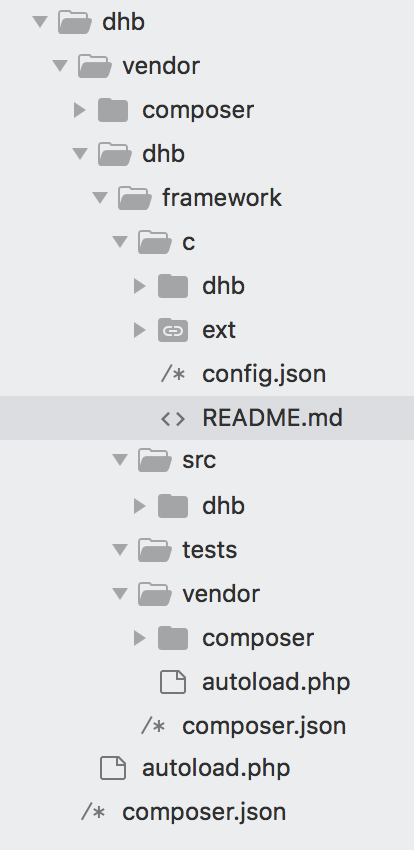 dhb
vendor
composer
dhb
framework
c
dhb
ext
/* config.json
<> README.md
src
dhb
tests
vendor
composer
autoload.php
/* composer.json
autoload.php
/* composer.json